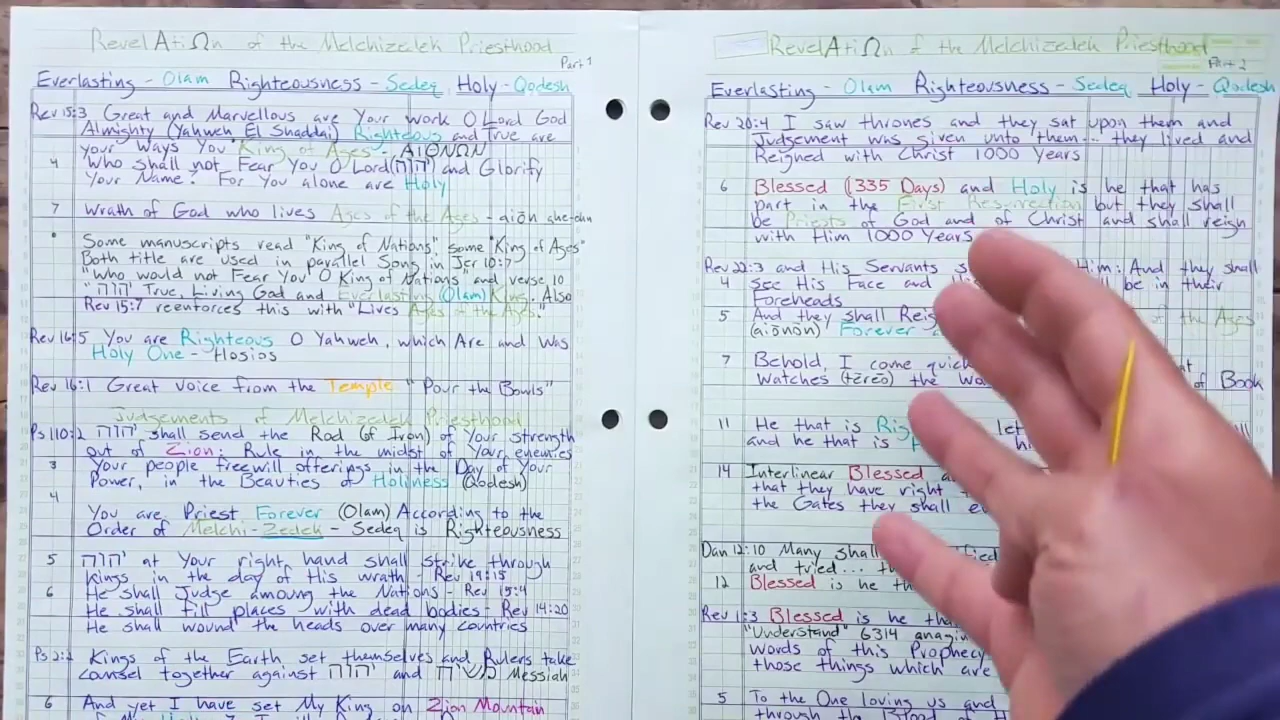 RevelAtiΩn of the Melchizedek Priesthood
Part 1
Everlasting - Olam Righteousness - Sedeq Holy - Qodesh
Rev 15:3 Great and Marvellous are Your work O Lord God
Almighty (Yahweh El Shaddai) Righteous and True are
your Ways You "King of Ages - AIONΩN
4 Who shall not Fear You O Lord (יהוה) and Glorify
Your Name? For You alone are Holy
7 Wrath of God who lives Ages of the Ages - aiōn
Some manuscripts read "King of Nations", some "King of Ages"
Both title are used in parallel Song in Jer 10:7
"Who would not Fear You O King of Nations" and verse 10
"יהוה True, Living God and Everlasting (Olam) King. Also
Rev 15:7 reenforces this with "Lives Ages of the Ages."
Rev 16:5 You are Righteous O Yahweh, which Are and Was
Holy One - Hosios
Rev 16:1 Great voice from the Temple "Pour the Bowls"
Judgements of Melchizedek Priesthood
Ps 110:2 יהוה shall send the Rod (of Iron) of Your strength
out of Zion: Rule in the midst of Your enemies
3 Your people freewill offerings in the Day of Your
Power, in the Beauties of Holiness (Qodesh)
4
You are Priest Forever (Olam) According to the
Order of Melchi-Zedek - Sedeq is Righteousness
5 יהוה at Your right hand shall strike through
Kings in the day of His wrath - Rev 19:15
6 He shall Judge amoung the Nations - Rev 15:4
He shall fill places with dead bodies - Rev 14:20
He shall wound the heads over many countries
Ps 2:2 Kings of the Earth set themselves and Rulers take
counsel together against יהוה and Messiah
6 And yet I have set My King on Zion Mountain
RevelAtiΩn of the Melchizedek Priesthood
Part 2
Everlasting - Olam Righteousness - Sedeq Holy - Qodesh
Rev 20:4 I saw thrones and they sat upon them and
Judgement was given unto them... they lived and
Reigned with Christ 1000 Years
6 Blessed (1335 Days) and Holy is he that has
part in the First Resurrection but they shall
be Priests of God and of Christ and shall reign
with Him 1000 Years
Rev 22:3 and His Servants Him: And they shall
4 see His Face and be in their
Foreheads
5 And they shall Reig of the Ages
(aiōnōn) Forever
7 Behold, I come quick
Watches (tēreō) the of Book
11 He that is Rig let
and he that is
14 Interlinear Blessed
that they have right
the Gates they shall
Dan 12:10 Many shall
and tried...
12 Blessed is he
Rev 1:3 Blessed is he
"Understand" 6314
words of this Prophecy
those things which are
5 To the One loving us and
through the Blood of